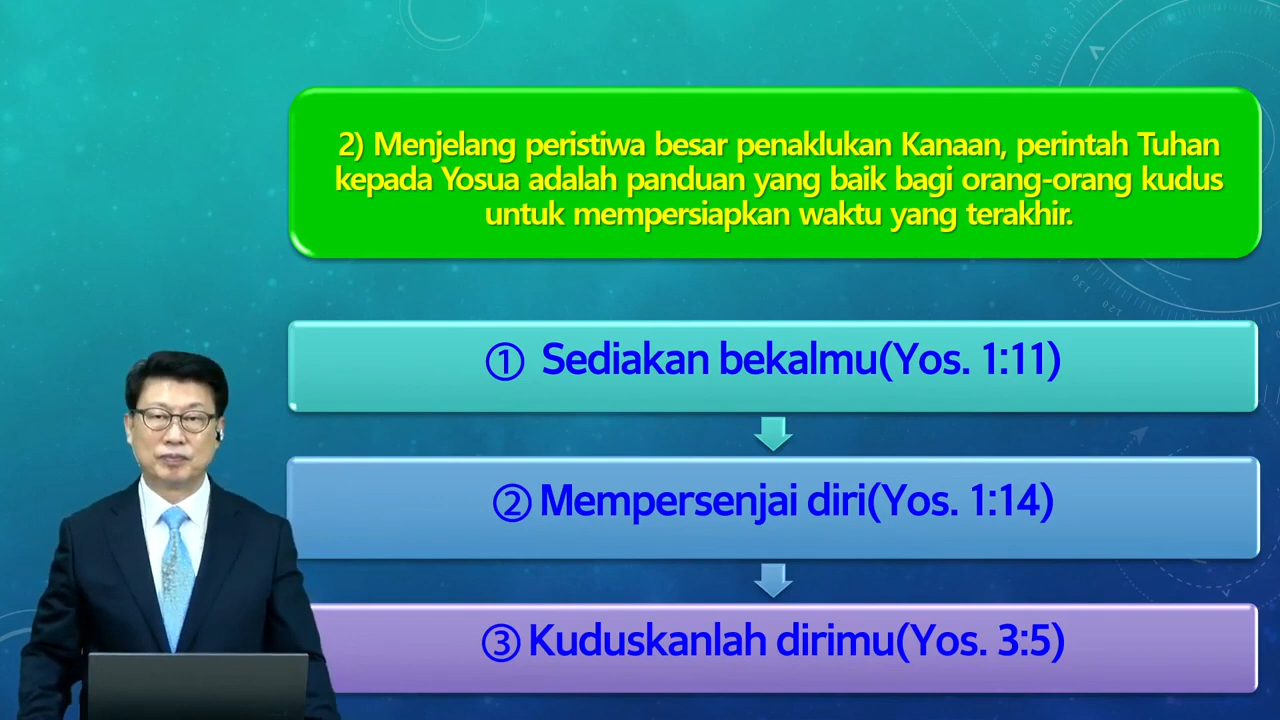 2) Menjelang peristiwa besar penaklukan Kanaan, perintah Tuhan
kepada Yosua adalah panduan yang baik bagi orang-orang kudus
untuk mempersiapkan waktu yang terakhir.
① Sediakan bekalmu(Yos. 1:11)
② Mempersenjai diri(Yos. 1:14)
③ Kuduskanlah dirimu(Yos. 3:5)